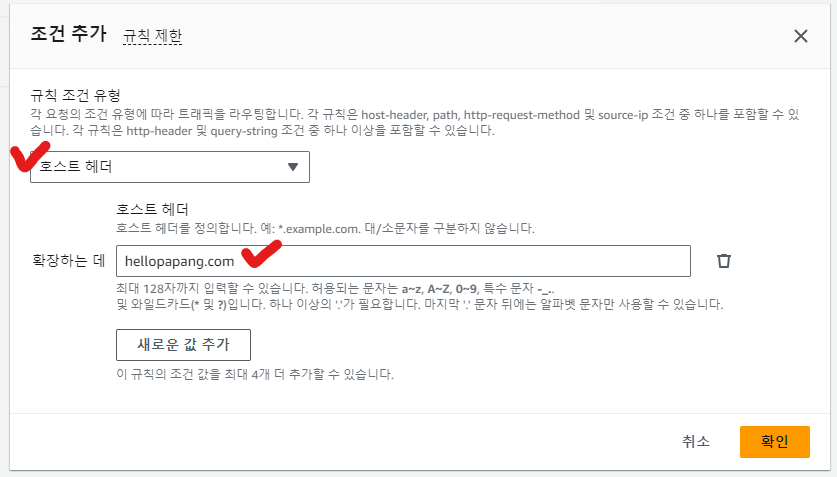 조건 추가 규칙 제한
규칙 조건 유형
각 요청의 조건 유형에 따라 트래픽을 라우팅합니다. 각 규칙은 host-header, path, http-request-method 및 source-ip 조건 중 하나를 포함할 수 있
습니다. 각 규칙은 http-header 및 query-string 조건 중 하나 이상을 포함할 수 있습니다.
호스트 헤더
호스트 헤더
호스트 헤더를 정의합니다. 예: *.example.com. 대/소문자를 구분하지 않습니다.
확장하는 데 hellopapang.com
최대 128자까지 입력할 수 있습니다. 허용되는 문자는 a~z, A~Z, 0~9, 특수 문자 -_..
및 와일드카드(* 및 ?)입니다. 하나 이상의 '.'가 필요합니다. 마지막 '.' 문자 뒤에는 알파벳 문자만 사용할 수 있습니다.
새로운 값 추가
이 규칙의 조건 값을 최대 4개 더 추가할 수 있습니다.
취소 확인